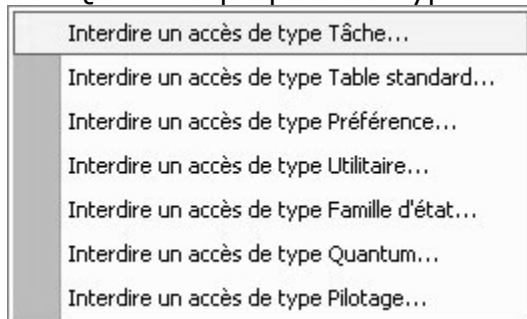 Interdire un accès de type Tâche...
Interdire un accès de type Table standard...
Interdire un accès de type Préférence...
Interdire un accès de type Utilitaire...
Interdire un accès de type Famille d'état...
Interdire un accès de type Quantum...
Interdire un accès de type Pilotage...